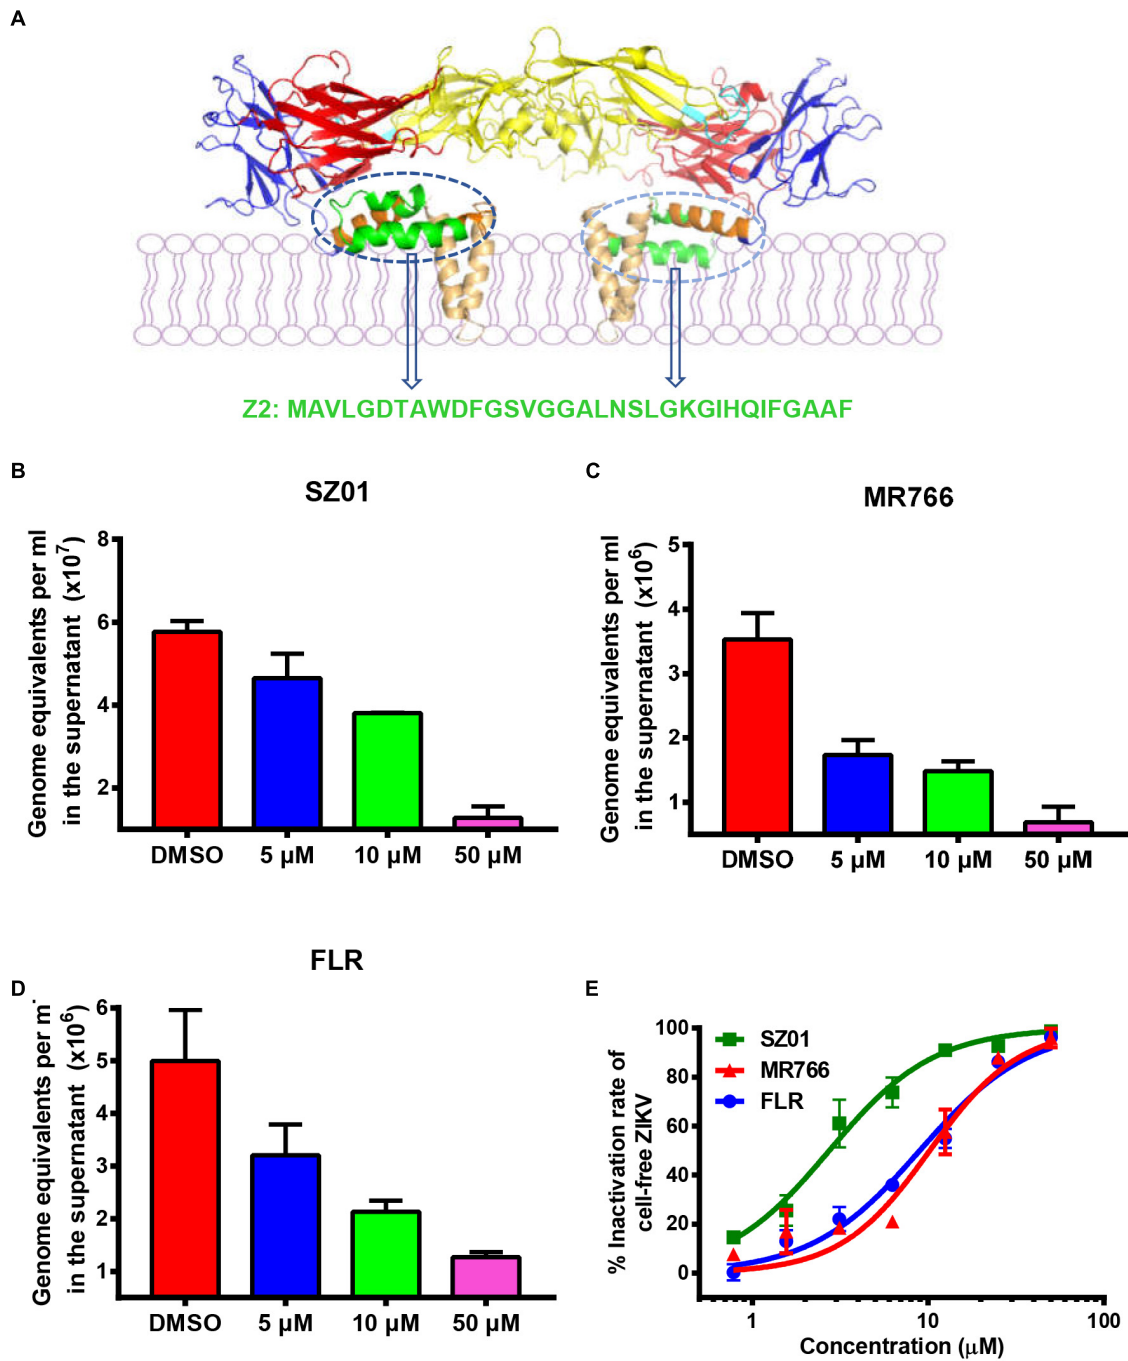 A
Z2: MAVLGDTAWDFGSVGGALNSLGKGIHQIFGAAF
B
SZ01
Genome equivalents per ml
in the supernatant (x10⁷)
8
6
4
2
DMSO 5 µM 10 µM 50 µM
C
MR766
Genome equivalents per ml
in the supernatant (x10⁶)
5
4
3
2
1
DMSO 5 µM 10 µM 50 µM
D
FLR
Genome equivalents per m
in the supernatant (x10⁶)
6
5
4
3
2
1
DMSO 5 µM 10 µM 50 µM
E
% Inactivation rate of
cell-free ZIKV
100
80
60
40
20
0
SZ01
MR766
FLR
1 10 100
Concentration (µM)